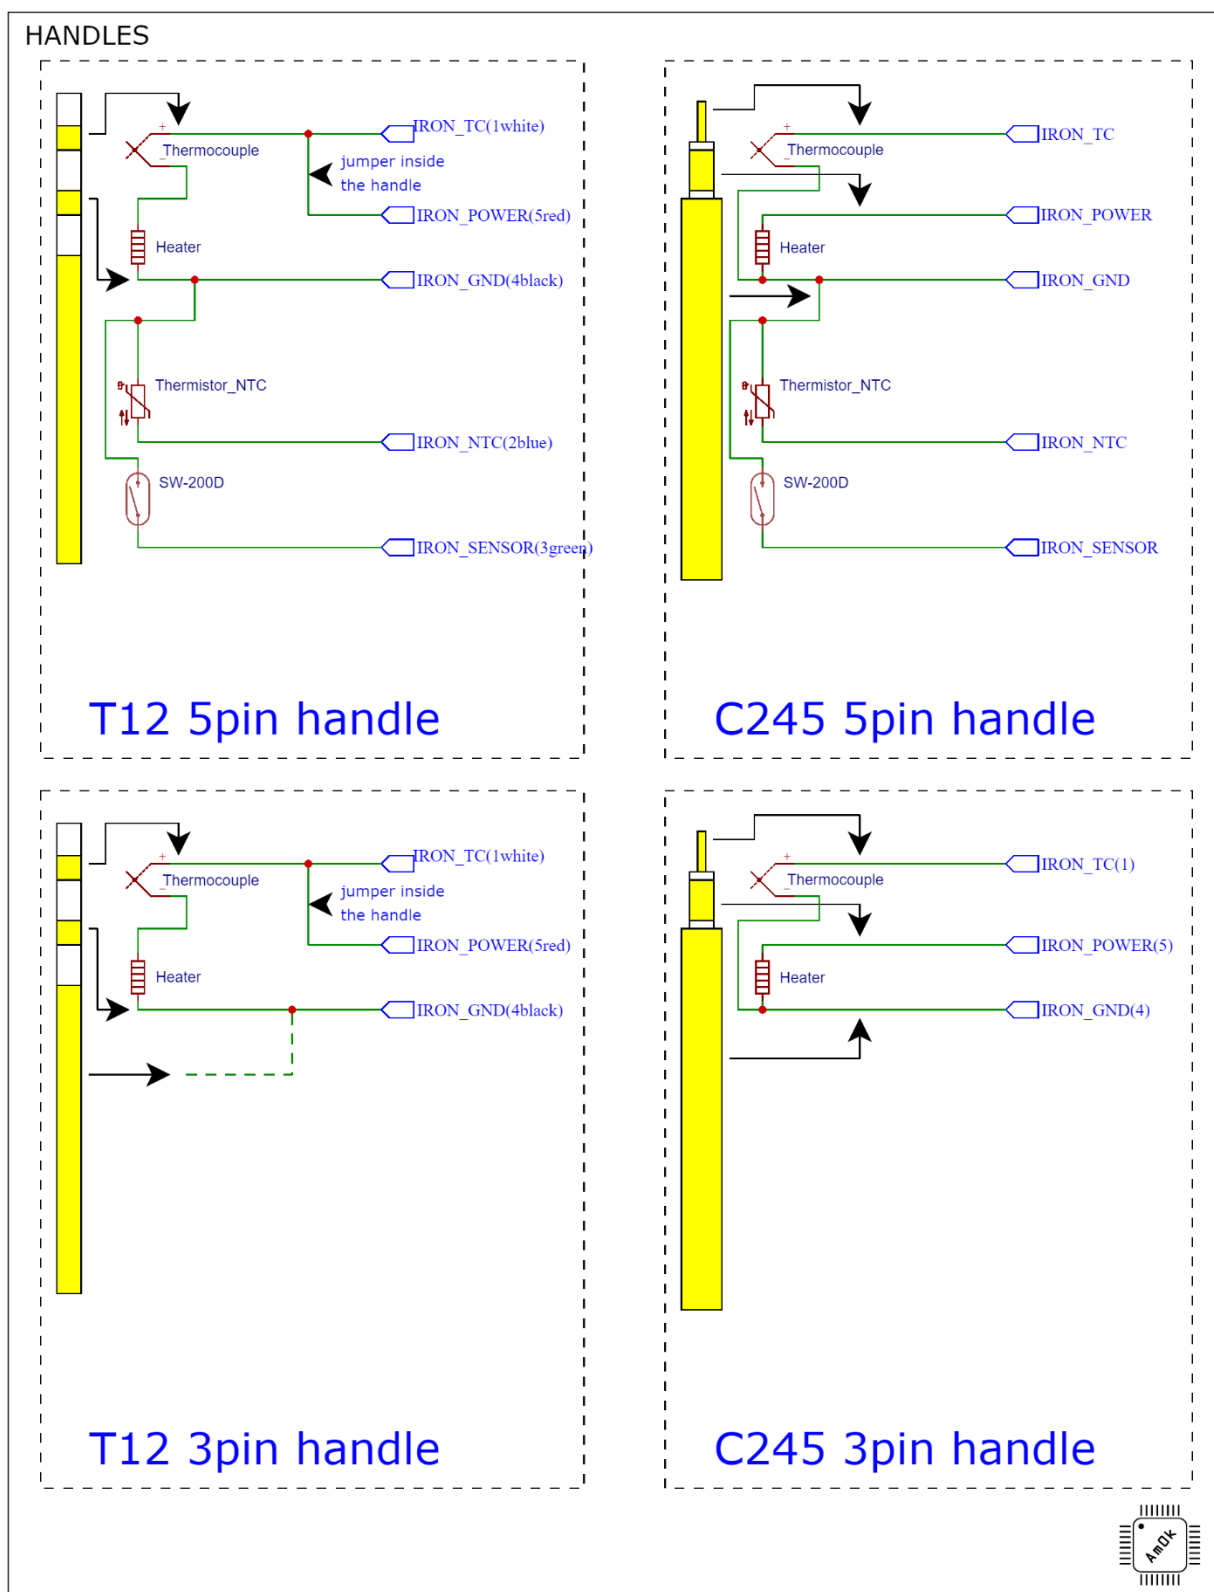 HANDLES
IRON_TC(1white)
Thermocouple
jumper inside
the handle
IRON_POWER(5red)
Heater
IRON_GND(4black)
Thermistor_NTC
IRON_NTC(2blue)
SW-200D
IRON_SENSOR(3green)
T12 5pin handle
IRON_TC
Thermocouple
IRON_POWER
Heater
IRON_GND
Thermistor_NTC
IRON_NTC
SW-200D
IRON_SENSOR
C245 5pin handle
IRON_TC(1white)
Thermocouple
jumper inside
the handle
IRON_POWER(5red)
Heater
IRON_GND(4black)
T12 3pin handle
IRON_TC(1)
Thermocouple
IRON_POWER(5)
Heater
IRON_GND(4)
C245 3pin handle
AmOk